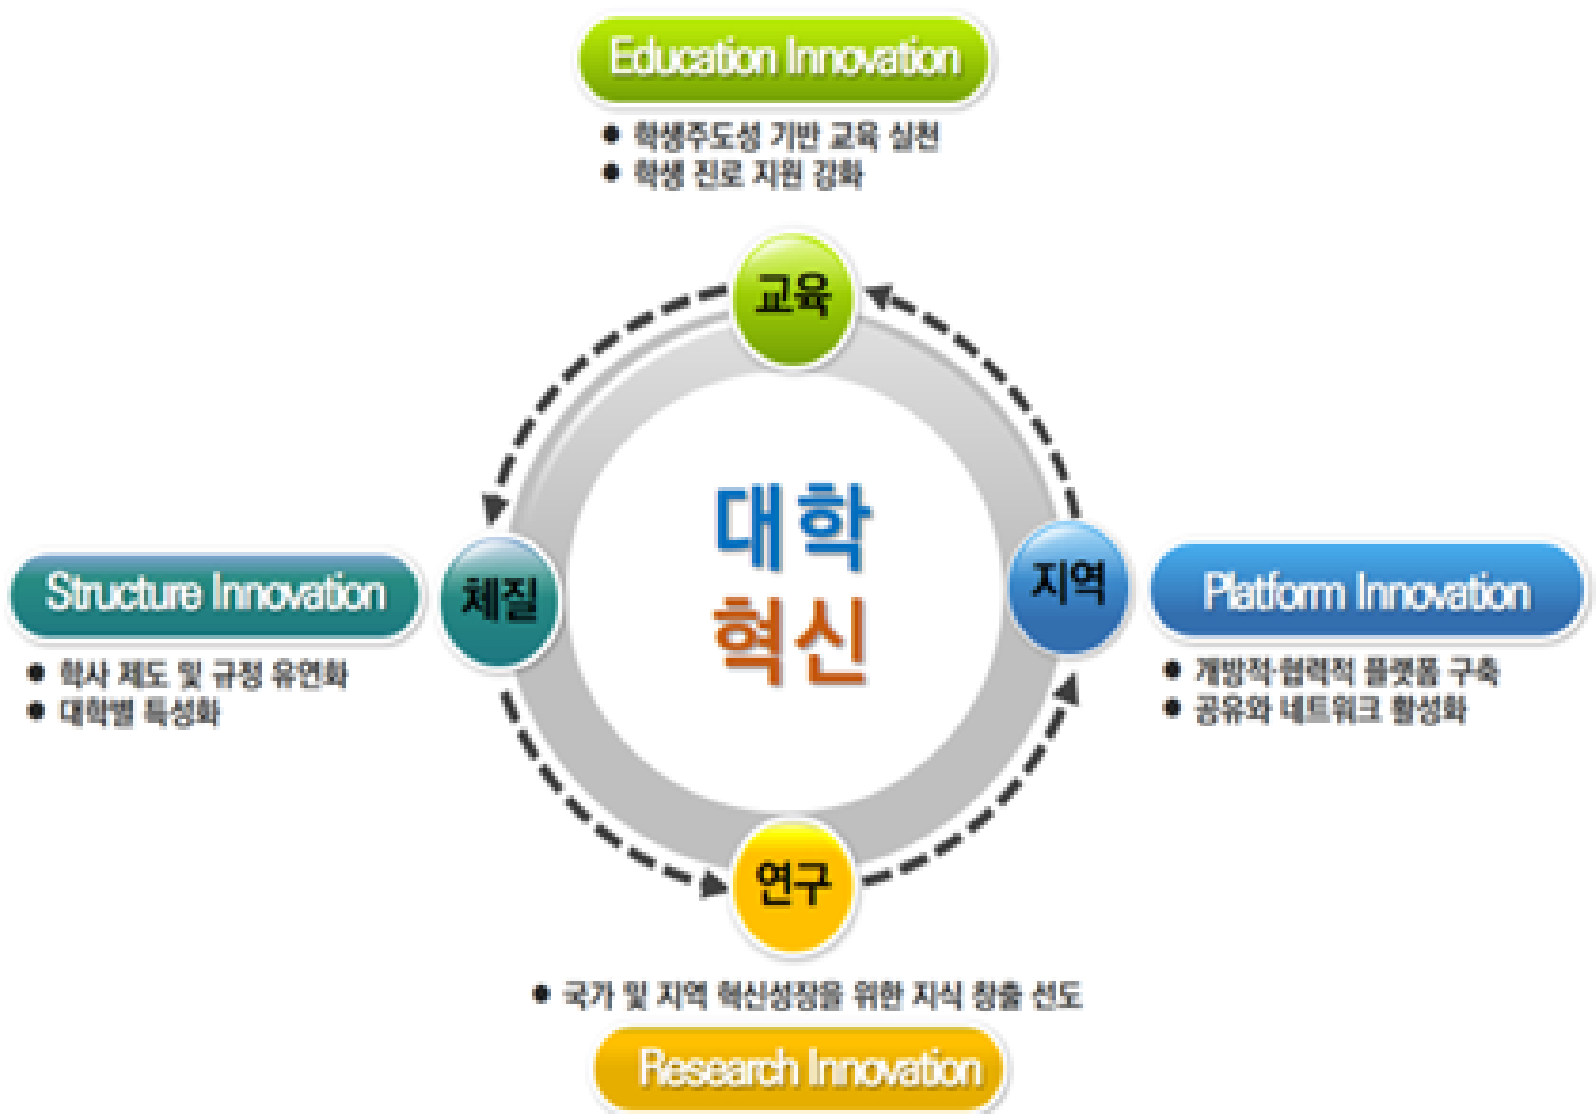 Education Innovation
● 학생주도성 기반 교육 실천
● 학생 진로 지원 강화
교육
대학
혁신
체질
지역
Structure Innovation
● 학사 제도 및 규정 유연화
● 대학별 특성화
Platform Innovation
● 개방적·협력적 플랫폼 구축
● 공유와 네트워크 활성화
연구
● 국가 및 지역 혁신성장을 위한 지식 창출 선도
Research Innovation